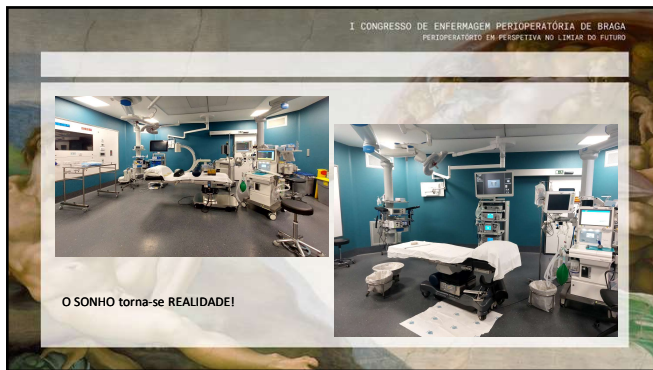 I CONGRESSO DE ENFERMAGEM PERIOPERATÓRIA DE BRAGA
PERIOPERATÓRIO EM PERSPETIVA NO LIMIAR DO FUTURO
O SONHO torna-se REALIDADE!